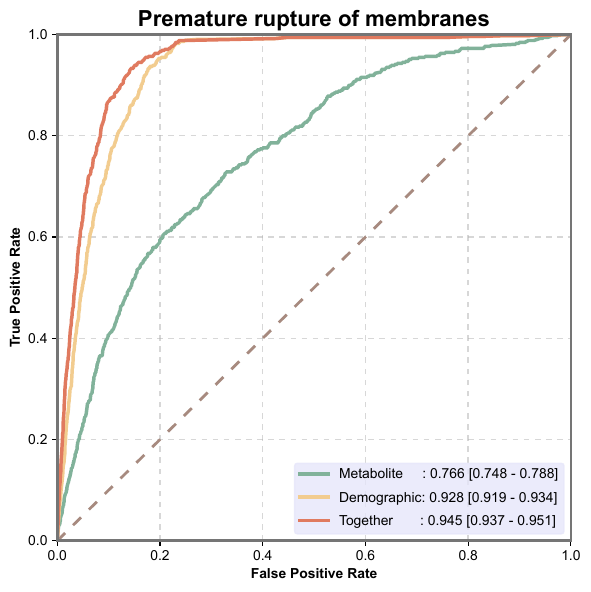 Premature rupture of membranes
True Positive Rate
1.0
0.8
0.6
0.4
0.2
0.0
Metabolite : 0.766 [0.748 - 0.788]
Demographic: 0.928 [0.919 - 0.934]
Together : 0.945 [0.937 - 0.951]
0.0 0.2 0.4 0.6 0.8 1.0
False Positive Rate